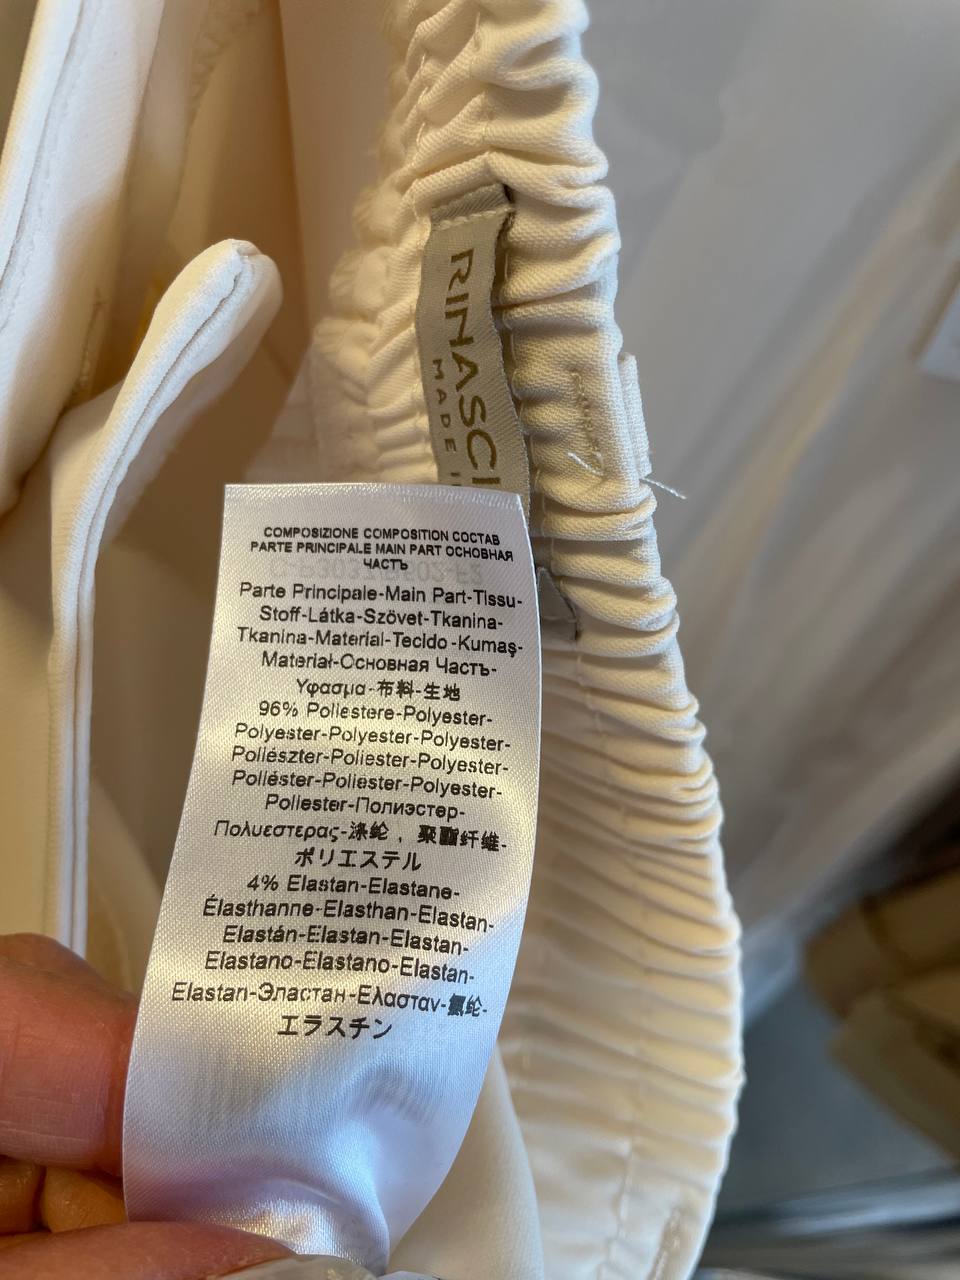 RINASCI
MADE I
COMPOSIZIONE COMPOSITION СОСТАВ
PARTE PRINCIPALE MAIN PART ОСНОВНАЯ
ЧАСТЬ
Parte Principale-Main Part-Tissu-
Stoff-Látka-Szövet-Tkanina-
Tkanina-Material-Tecido-Kumaş-
Materiał-Основная Часть-
Υφασμα-布料-生地
96% Poliestere-Polyester-
Polyester-Polyester-Polyester-
Poliészter-Poliester-Polyester-
Poliéster-Poliester-Polyester-
Poliester-Полиэстер-
Πολυεστερας-涤纶，聚酯纤维-
ポリエステル
4% Elastan-Elastane-
Élasthanne-Elasthan-Elastan-
Elastán-Elastan-Elastan-
Elastano-Elastano-Elastan-
Elastan-Эластан-Ελασταν-氨纶-
エラスチン